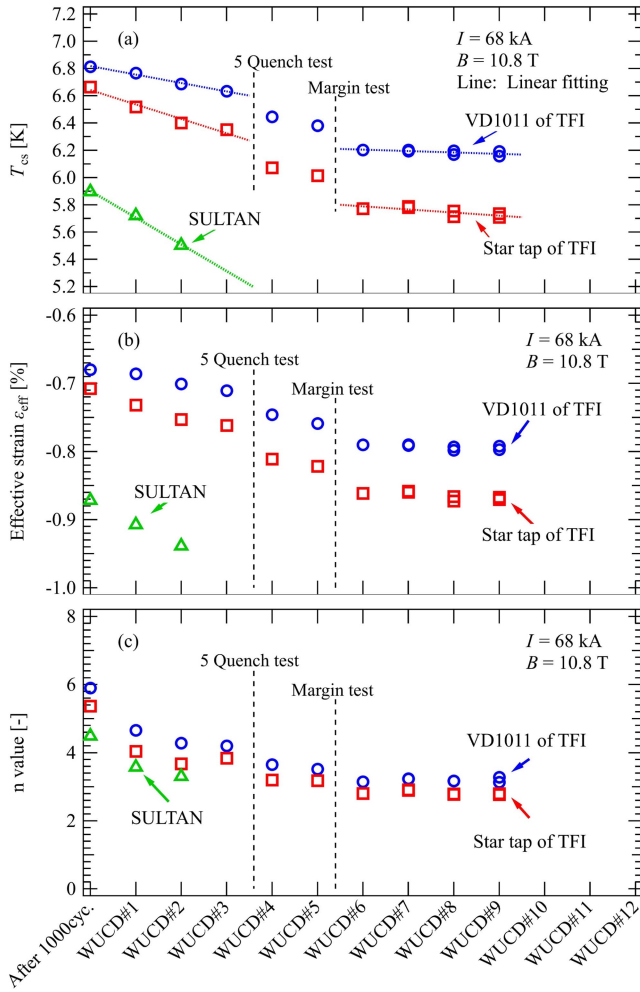 7.2
7.0
6.8
6.6
6.4
6.2
6.0
5.8
5.6
5.4
5.2
T_cs [K]
(a)
5 Quench test
Margin test
I = 68 kA
B = 10.8 T
Line: Linear fitting
VD1011 of TFI
SULTAN
Star tap of TFI
-0.6
-0.7
-0.8
-0.9
-1.0
Effective strain ε_eff [%]
(b)
5 Quench test
Margin test
I = 68 kA
B = 10.8 T
VD1011 of TFI
SULTAN
Star tap of TFI
8
6
4
2
0
n value [-]
(c)
5 Quench test
Margin test
I = 68 kA
B = 10.8 T
VD1011 of TFI
SULTAN
Star tap of TFI
After 1000cyc.
WUCD#1
WUCD#2
WUCD#3
WUCD#4
WUCD#5
WUCD#6
WUCD#7
WUCD#8
WUCD#9
WUCD#10
WUCD#11
WUCD#12